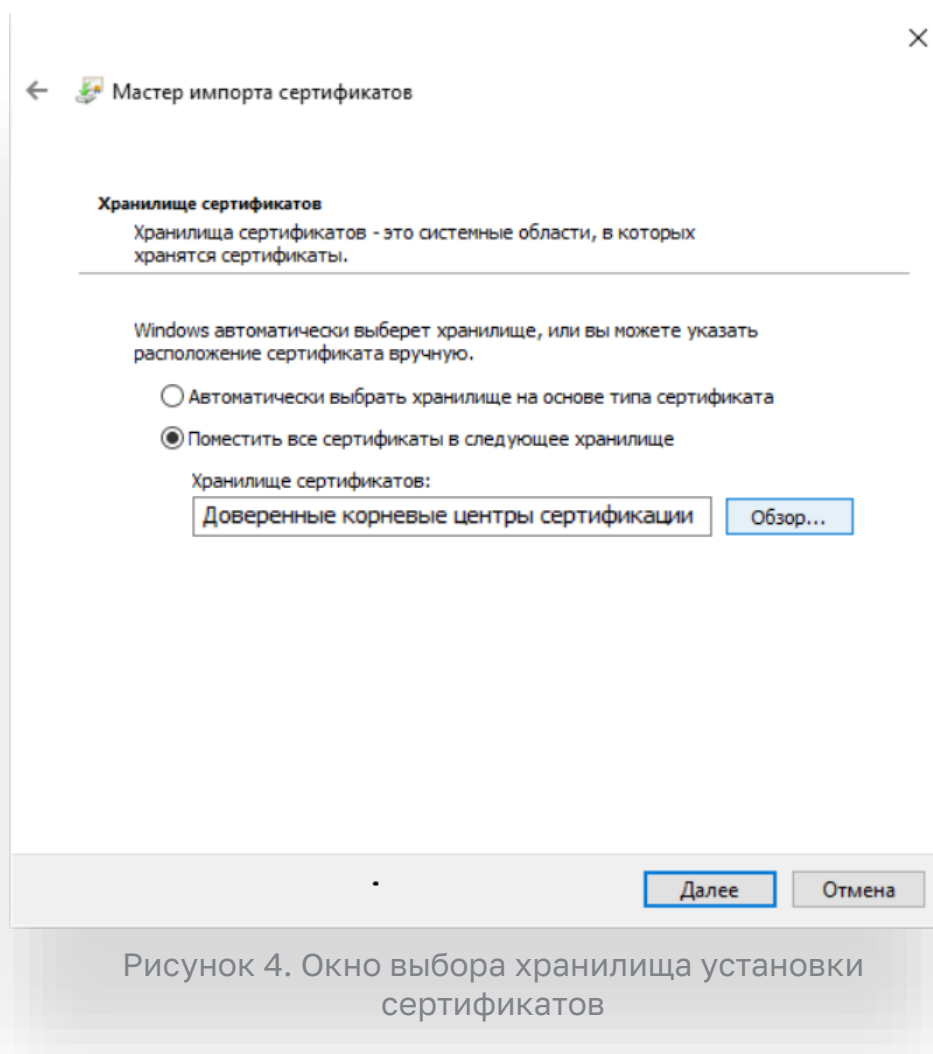 Мастер импорта сертификатов
Хранилище сертификатов
Хранилища сертификатов - это системные области, в которых
хранятся сертификаты.
Windows автоматически выберет хранилище, или вы можете указать
расположение сертификата вручную.
Автоматически выбрать хранилище на основе типа сертификата
Поместить все сертификаты в следующее хранилище
Хранилище сертификатов:
Доверенные корневые центры сертификации
Обзор...
Далее
Отмена
Рисунок 4. Окно выбора хранилища установки
сертификатов